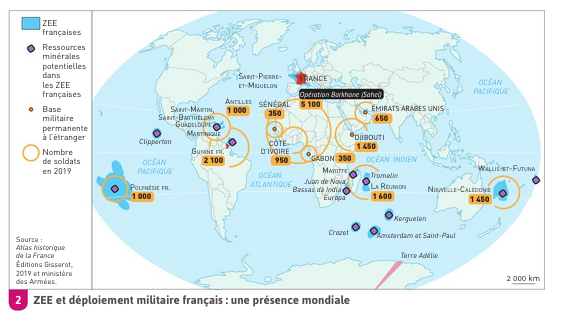 ZEE
françaises
Ressources
minérales
potentielles
dans
les ZEE
françaises
Base
militaire
permanente
à l'étranger
Nombre
de soldats
en 2019
Source :
Atlas historique
de la France
Éditions Gisserot,
2019 et ministère
des Armées.
SAINT-PIERRE-
ET-MIQUELON
FRANCE
OCÉAN
PACIFIQUE
Opération Barkhane (Sahel)
5 100
ANTILLES
1 000
SÉNÉGAL
350
ÉMIRATS ARABES UNIS
650
SAINT-MARTIN,
SAINT-BARTHÉLEMY
GUADELOUPE
MARTINIQUE
Clipperton
DJIBOUTI
1 450
CÔTE-
D'IVOIRE
950
GABON 350
GUYANE FR.
2 100
OCÉAN INDIEN
OCÉAN
PACIFIQUE
OCÉAN
ATLANTIQUE
MAYOTTE
Tromelin
Juan de Nova
Bassas da India
Europa
LA RÉUNION
1 600
WALLIS-ET-FUTUNA
NOUVELLE-CALÉDONIE
1 450
POLYNÉSIE FR.
1 000
Kerguelen
Crozet
Amsterdam et Saint-Paul
Terre Adélie
2 000 km
2 ZEE et déploiement militaire français : une présence mondiale